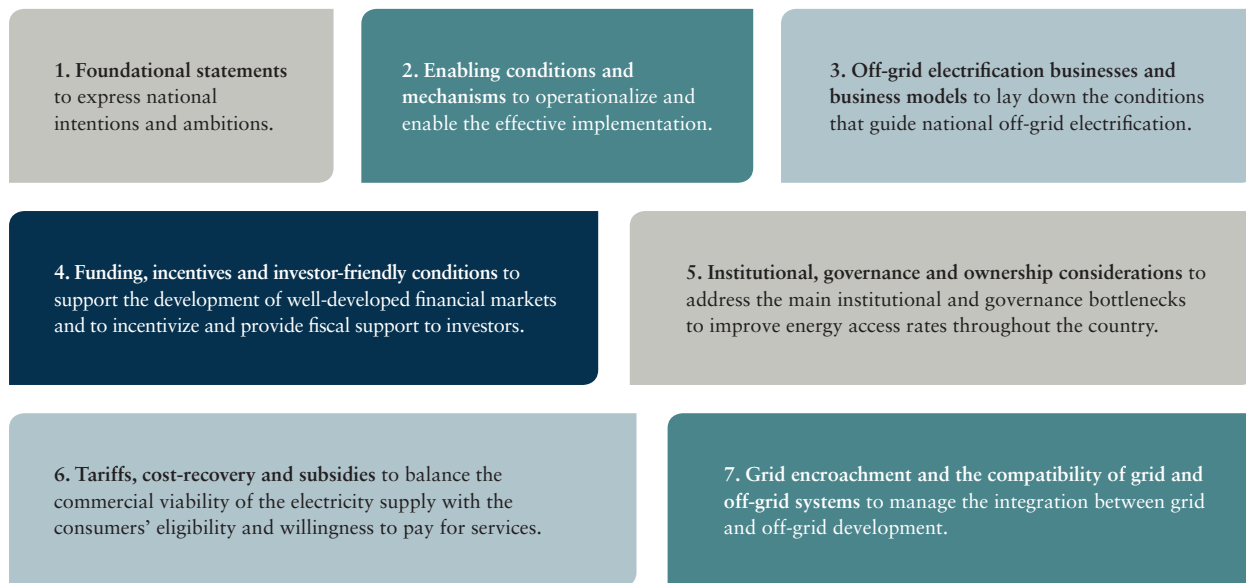 1. Foundational statements
to express national
intentions and ambitions.
2. Enabling conditions and
mechanisms to operationalize and
enable the effective implementation.
3. Off-grid electrification businesses and
business models to lay down the conditions
that guide national off-grid electrification.
4. Funding, incentives and investor-friendly conditions to
support the development of well-developed financial markets
and to incentivize and provide fiscal support to investors.
5. Institutional, governance and ownership considerations to
address the main institutional and governance bottlenecks
to improve energy access rates throughout the country.
6. Tariffs, cost-recovery and subsidies to balance the
commercial viability of the electricity supply with the
consumers’ eligibility and willingness to pay for services.
7. Grid encroachment and the compatibility of grid and
off-grid systems to manage the integration between grid
and off-grid development.